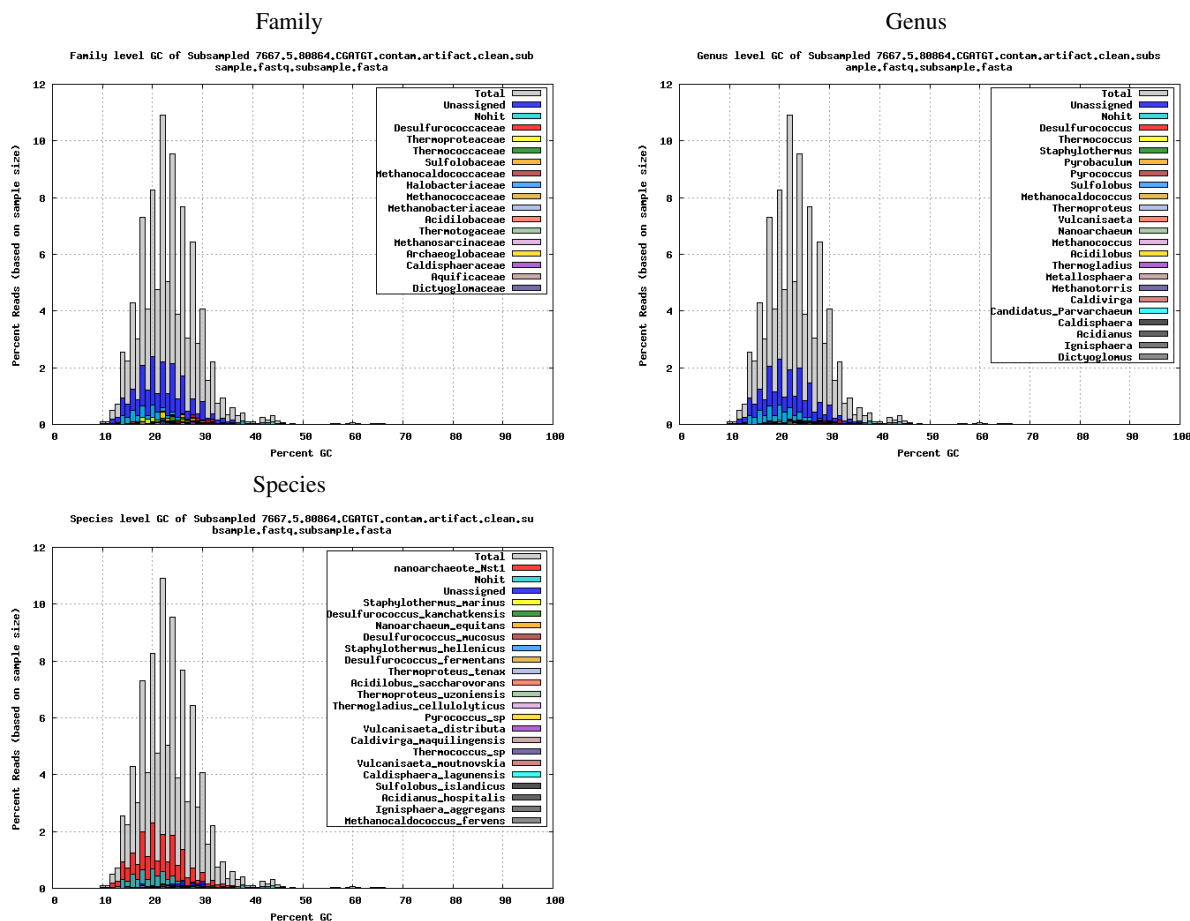 Family
Family level GC of Subsampled 7667.5.80864.CGATGT.contam.artifact.clean.sub
sample.fastq.subsample.fasta
Percent Reads (based on sample size)
12
10
8
6
4
2
0
Total
Unassigned
Nohit
Desulfurococcaceae
Thermoproteaceae
Thermococcaceae
Sulfolobaceae
Methanocaldococcaceae
Halobacteriaceae
Methanococcaceae
Methanobacteriaceae
Acidilobaceae
Thermotogaceae
Methanosarcinaceae
Archaeoglobaceae
Caldisphaeraceae
Aquificaceae
Dictyoglomaceae
0 10 20 30 40 50 60 70 80 90 100
Percent GC
Genus
Genus level GC of Subsampled 7667.5.80864.CGATGT.contam.artifact.clean.subs
ample.fastq.subsample.fasta
Percent Reads (based on sample size)
12
10
8
6
4
2
0
Total
Unassigned
Nohit
Desulfurococcus
Thermococcus
Staphylothermus
Pyrobaculum
Pyrococcus
Sulfolobus
Methanocaldococcus
Thermoproteus
Vulcanisaeta
Nanoarchaeum
Methanococcus
Acidilobus
Thermogladius
Metallosphaera
Methanotorris
Caldivirga
Candidatus_Parvarchaeum
Caldisphaera
Acidianus
Ignisphaera
Dictyoglomus
0 10 20 30 40 50 60 70 80 90 100
Percent GC
Species
Species level GC of Subsampled 7667.5.80864.CGATGT.contam.artifact.clean.su
bsample.fastq.subsample.fasta
Percent Reads (based on sample size)
12
10
8
6
4
2
0
Total
nanoarchaeote_Nst1
Nohit
Unassigned
Staphylothermus_marinus
Desulfurococcus_kamchatkensis
Nanoarchaeum_equitans
Desulfurococcus_mucosus
Staphylothermus_hellenicus
Desulfurococcus_fermentans
Thermoproteus_tenax
Acidilobus_saccharovorans
Thermoproteus_uzoniensis
Thermogladius_cellulolyticus
Pyrococcus_sp
Vulcanisaeta_distributa
Caldivirga_maquilingensis
Thermococcus_sp
Vulcanisaeta_moutnovskia
Caldisphaera_lagunensis
Sulfolobus_islandicus
Acidianus_hospitalis
Ignisphaera_aggregans
Methanocaldococcus_fervens
0 10 20 30 40 50 60 70 80 90 100
Percent GC